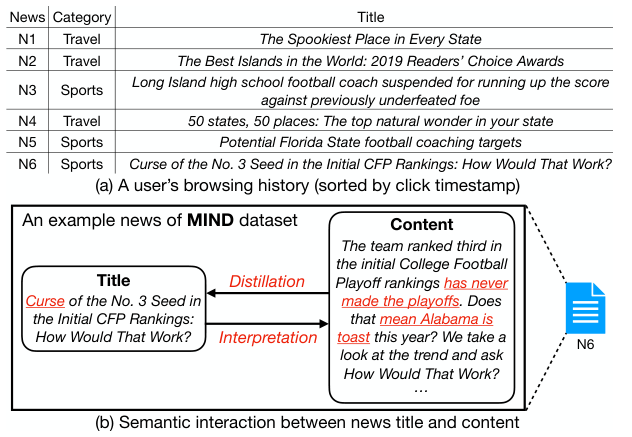 News Category Title
N1 Travel The Spookiest Place in Every State
N2 Travel The Best Islands in the World: 2019 Readers' Choice Awards
N3 Sports Long Island high school football coach suspended for running up the score
against previously underfeated foe
N4 Travel 50 states, 50 places: The top natural wonder in your state
N5 Sports Potential Florida State football coaching targets
N6 Sports Curse of the No. 3 Seed in the Initial CFP Rankings: How Would That Work?
(a) A user's browsing history (sorted by click timestamp)
An example news of MIND dataset
Title
Curse of the No. 3 Seed in
the Initial CFP Rankings:
How Would That Work?
Distillation
Interpretation
Content
The team ranked third in
the initial College Football
Playoff rankings has never
made the playoffs. Does
that mean Alabama is
toast this year? We take a
look at the trend and ask
How Would That Work?
...
N6
(b) Semantic interaction between news title and content